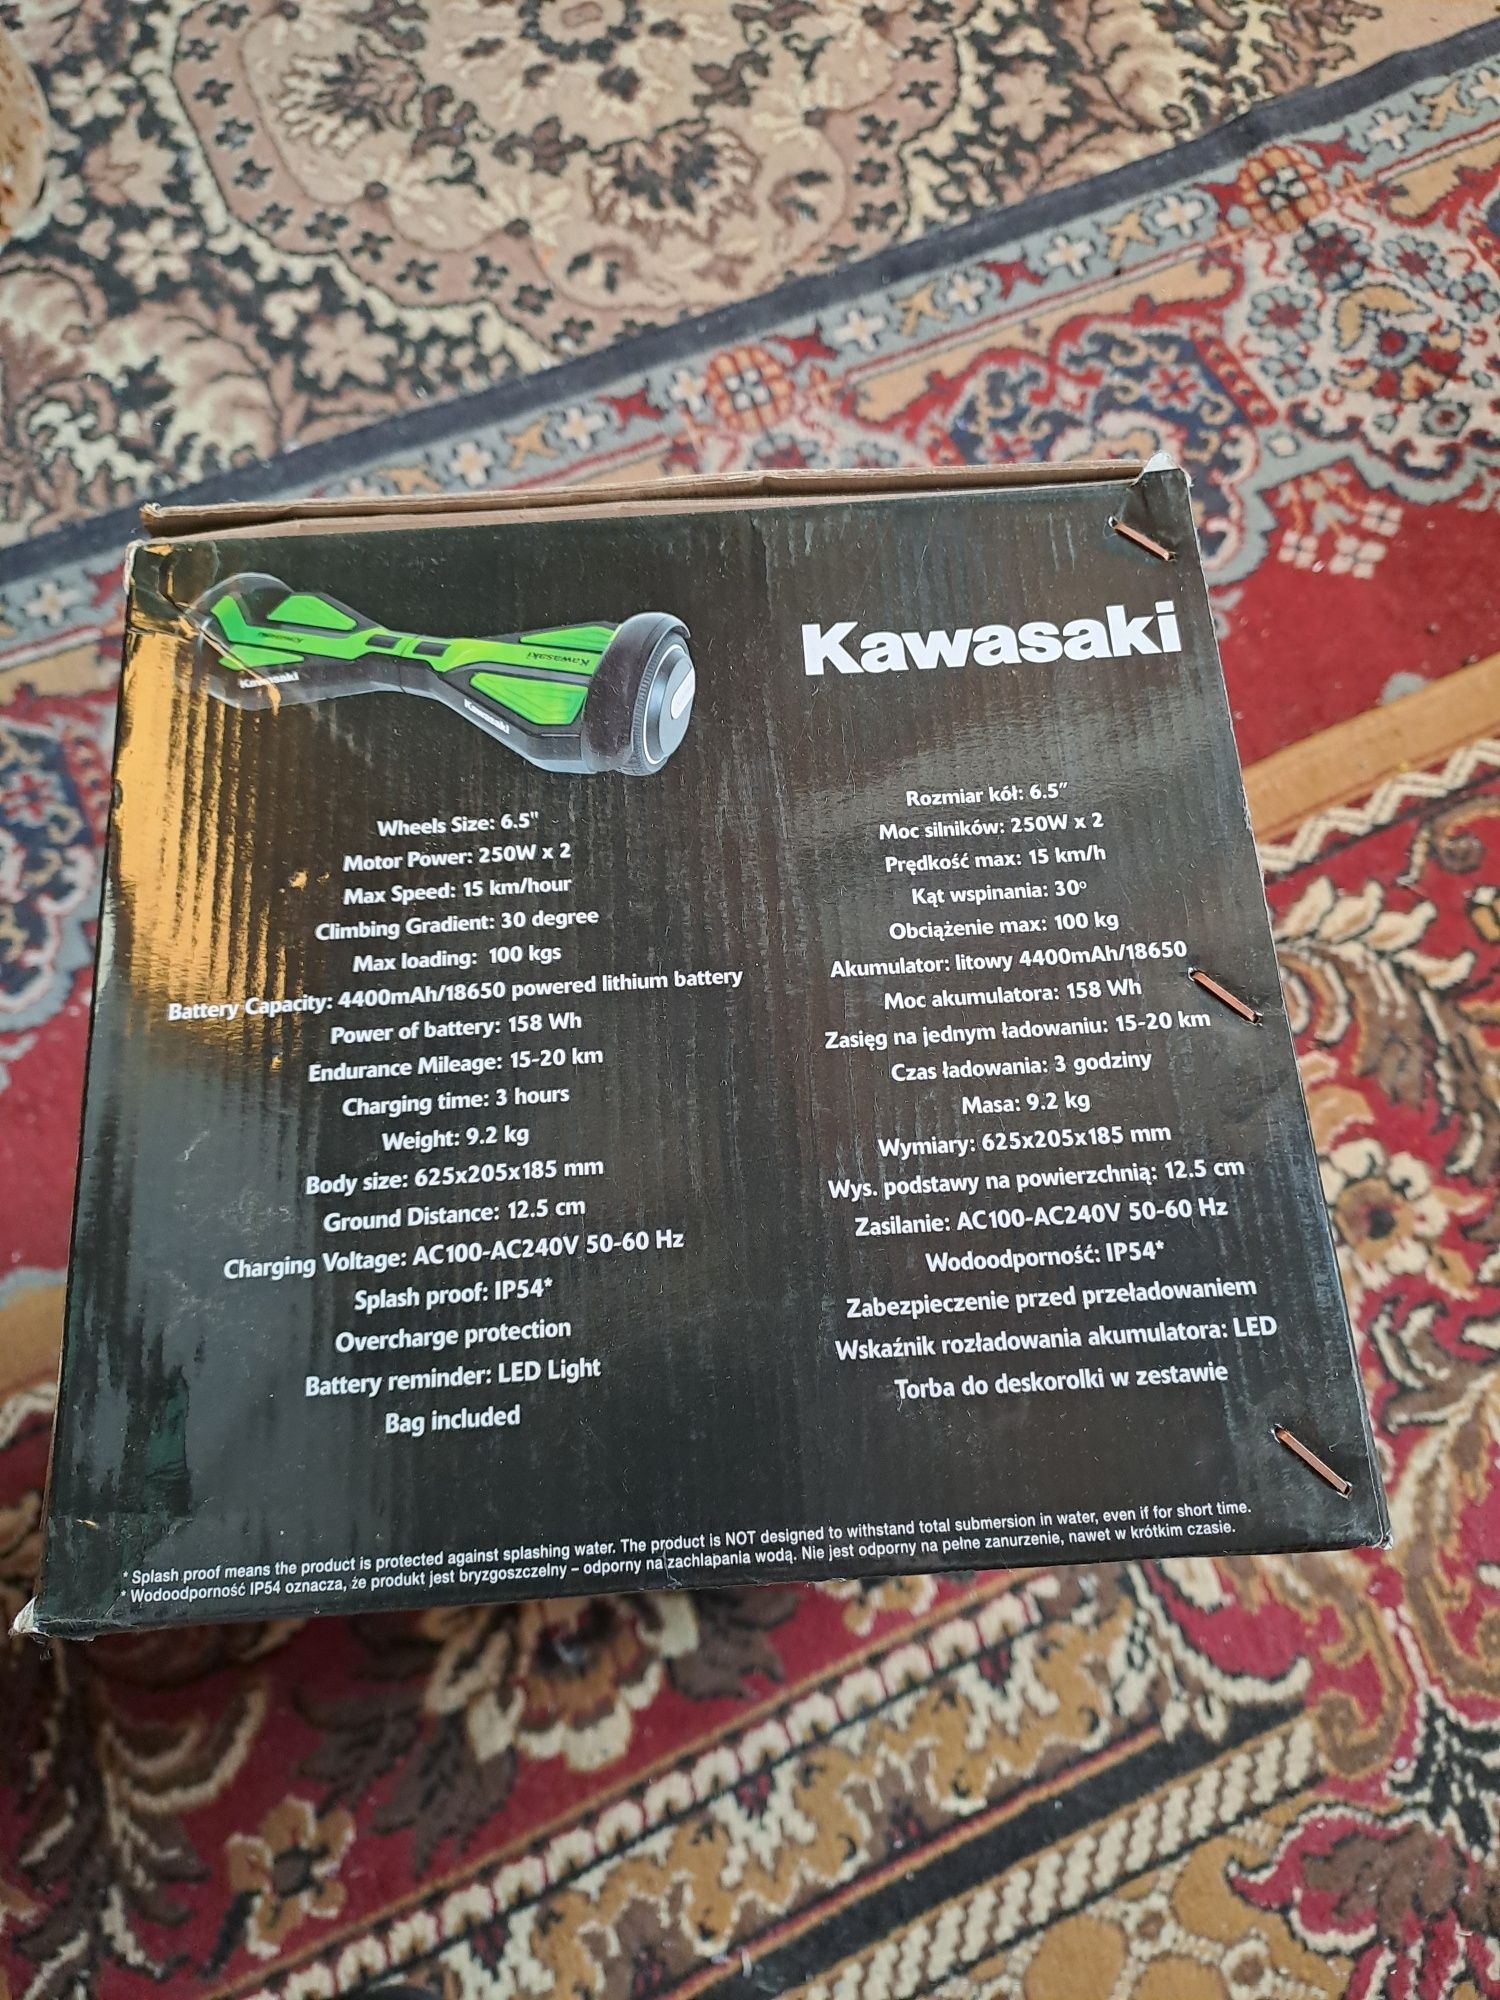 Kawasaki
Kawasaki
Kawasaki
Kawasaki
Wheels Size: 6.5"
Motor Power: 250W x 2
Max Speed: 15 km/hour
Climbing Gradient: 30 degree
Max loading: 100 kgs
Battery Capacity: 4400mAh/18650 powered lithium battery
Power of battery: 158 Wh
Endurance Mileage: 15-20 km
Charging time: 3 hours
Weight: 9.2 kg
Body size: 625x205x185 mm
Ground Distance: 12.5 cm
Charging Voltage: AC100-AC240V 50-60 Hz
Splash proof: IP54*
Overcharge protection
Battery reminder: LED Light
Bag included
Rozmiar kół: 6.5"
Moc silników: 250W x 2
Prędkość max: 15 km/h
Kąt wspinania: 30º
Obciążenie max: 100 kg
Akumulator: litowy 4400mAh/18650
Moc akumulatora: 158 Wh
Zasięg na jednym ładowaniu: 15-20 km
Czas ładowania: 3 godziny
Masa: 9.2 kg
Wymiary: 625x205x185 mm
Wys. podstawy na powierzchnią: 12.5 cm
Zasilanie: AC100-AC240V 50-60 Hz
Wodoodporność: IP54*
Zabezpieczenie przed przeładowaniem
Wskaźnik rozładowania akumulatora: LED
Torba do deskorolki w zestawie
* Splash proof means the product is protected against splashing water. The product is NOT designed to withstand total submersion in water, even if for short time.
* Wodoodporność IP54 oznacza, że produkt jest bryzgoszczelny – odporny na zachlapania wodą. Nie jest odporny na pełne zanurzenie, nawet w krótkim czasie.